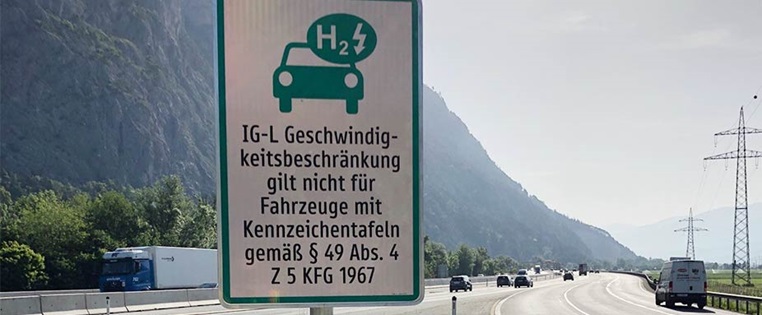 H2
IG-L Geschwindig-
keitsbeschränkung
gilt nicht für
Fahrzeuge mit
Kennzeichentafeln
gemäß § 49 Abs. 4
Z 5 KFG 1967